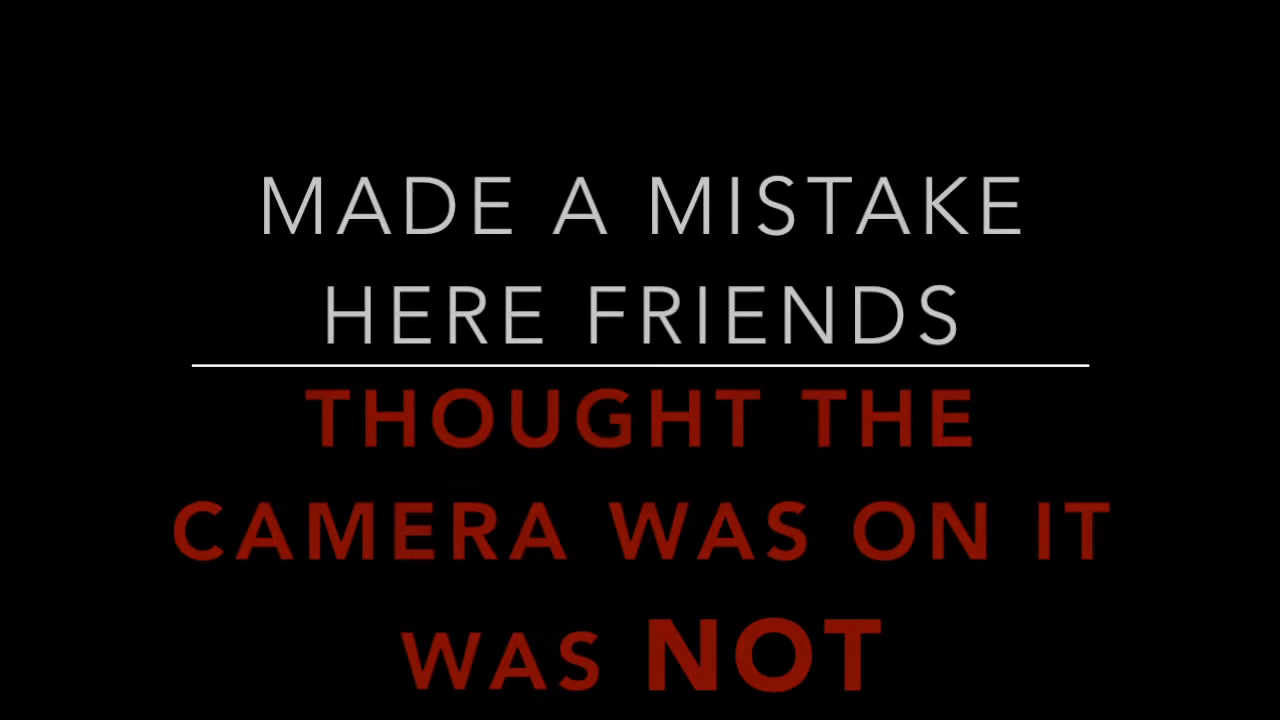 MADE A MISTAKE
HERE FRIENDS
THOUGHT THE
CAMERA WAS ON IT
WAS NOT